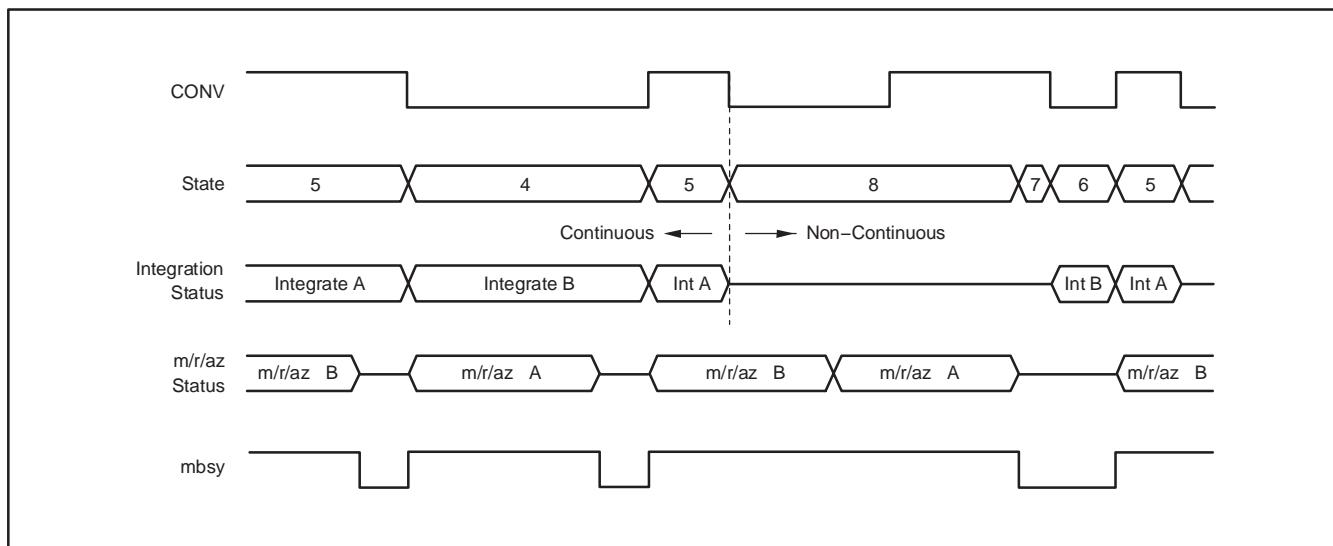 CONV
State
5 4 5 8 7 6 5
Continuous Non−Continuous
Integration
Status
Integrate A Integrate B Int A Int B Int A
m/r/az
Status
m/r/az B m/r/az A m/r/az B m/r/az A m/r/az B
mbsy